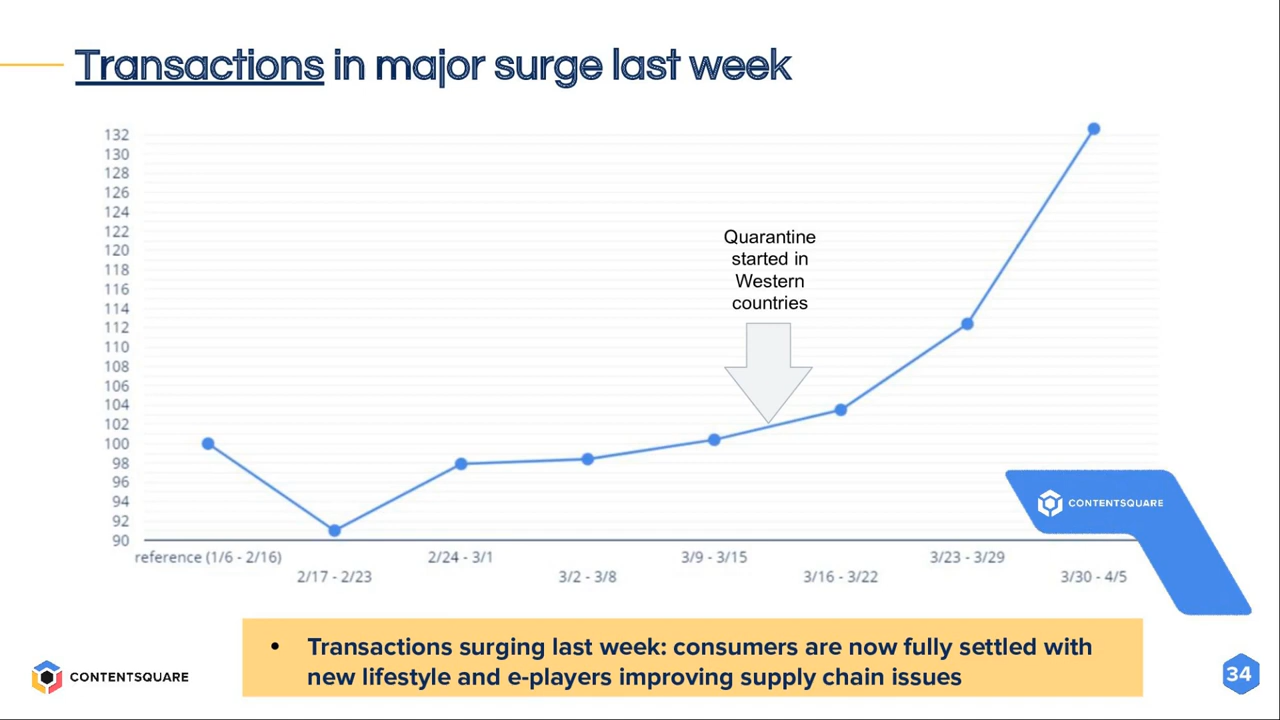 Transactions in major surge last week
132
130
128
126
124
122
120
118
116
114
112
110
108
106
104
102
100
98
96
94
92
90
Quarantine
started in
Western
countries
CONTENTSQUARE
reference (1/6 - 2/16)
2/17 - 2/23
2/24 - 3/1
3/2 - 3/8
3/9 - 3/15
3/16 - 3/22
3/23 - 3/29
3/30 - 4/5
• Transactions surging last week: consumers are now fully settled with
new lifestyle and e-players improving supply chain issues
CONTENTSQUARE
34